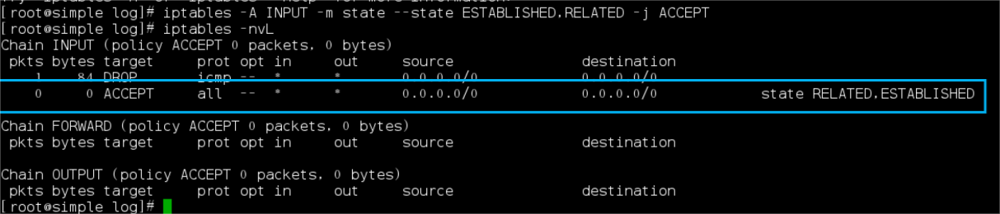 [root@simple log]# iptables -A INPUT -m state --state ESTABLISHED,RELATED -j ACCEPT
[root@simple log]# iptables -nvL
Chain INPUT (policy ACCEPT 0 packets, 0 bytes)
pkts bytes target prot opt in out source destination
1 84 DROP icmp -- * * 0.0.0.0/0 0.0.0.0/0
0 0 ACCEPT all -- * * 0.0.0.0/0 0.0.0.0/0 state RELATED,ESTABLISHED
Chain FORWARD (policy ACCEPT 0 packets, 0 bytes)
pkts bytes target prot opt in out source destination
Chain OUTPUT (policy ACCEPT 0 packets, 0 bytes)
pkts bytes target prot opt in out source destination
[root@simple log]#